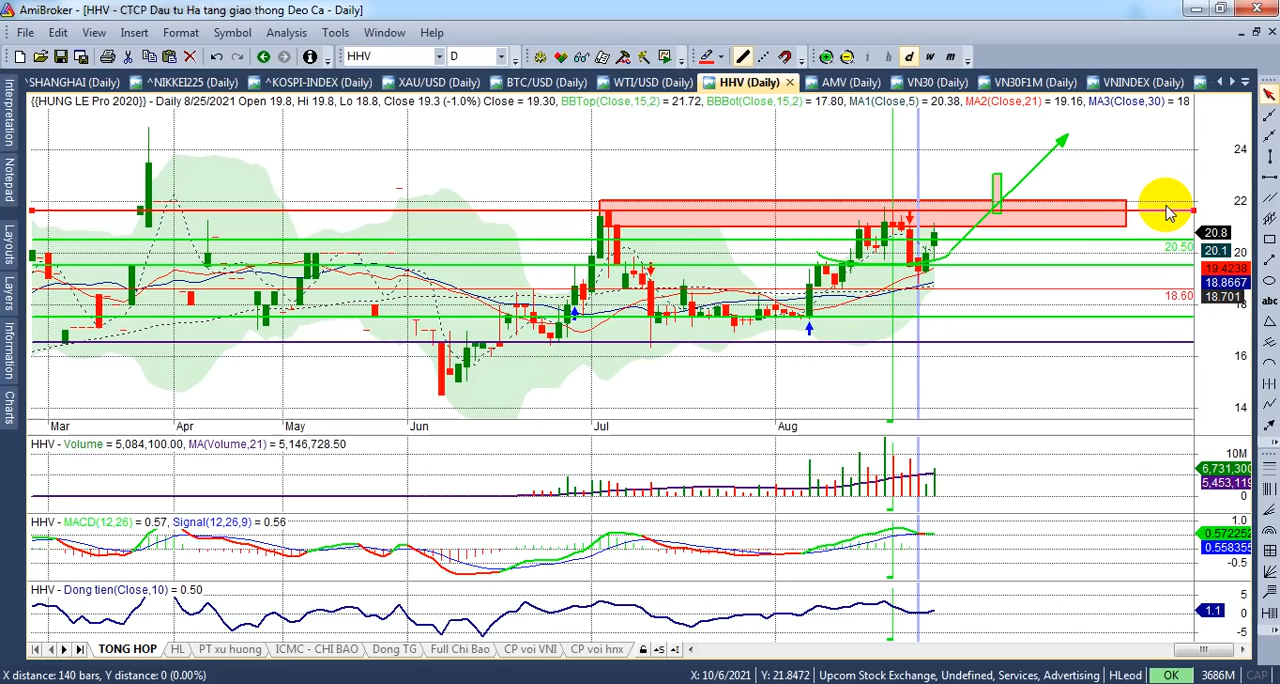 AmiBroker - [HHV - CTCP Dau tu Ha tang giao thong Deo Ca - Daily]
File Edit View Insert Format Symbol Analysis Tools Window Help
HHV D i h d w m
^SHANGHAI (Daily) ^NIKKEI225 (Daily) ^KOSPI-INDEX (Daily) XAU/USD (Daily) BTC/USD (Daily) WTI/USD (Daily) HHV (Daily) AMV (Daily) VN30 (Daily) VN30F1M (Daily) VNINDEX (Daily)
{{HUNG LE Pro 2020}} - Daily 8/25/2021 Open 19.8, Hi 19.8, Lo 18.8, Close 19.3 (-1.0%) Close = 19.30, BBTop(Close,15,2) = 21.72, BBBot(Close,15,2) = 17.80, MA1(Close,5) = 20.38, MA2(Close,21) = 19.16, MA3(Close,30) = 18
Interpretation
Notepad
Layouts
Layers
Information
Charts
abc
24
22
20.8
20.50
20.1
20
19.4238
18.8667
18.60
18.701
18
16
14
Mar Apr May Jun Jul Aug
HHV - Volume = 5,084,100.00, MA(Volume,21) = 5,146,728.50
10M
6,731,300
5,453,119
0
HHV - MACD(12,26) = 0.57, Signal(12,26,9) = 0.56
1.0
0.572252
0.558355
-0.5
HHV - Dong tien(Close,10) = 0.50
5
1.1
0
-5
TONG HOP HL PT xu huong ICMC - CHI BAO Dong TG Full Chi Bao CP voi VNI CP voi hnx
X distance: 140 bars, Y distance: 0 (0.00%) X: 10/6/2021 Y: 21.8472 Upcom Stock Exchange, Undefined, Services, Advertising HLeod OK 3686M CAP